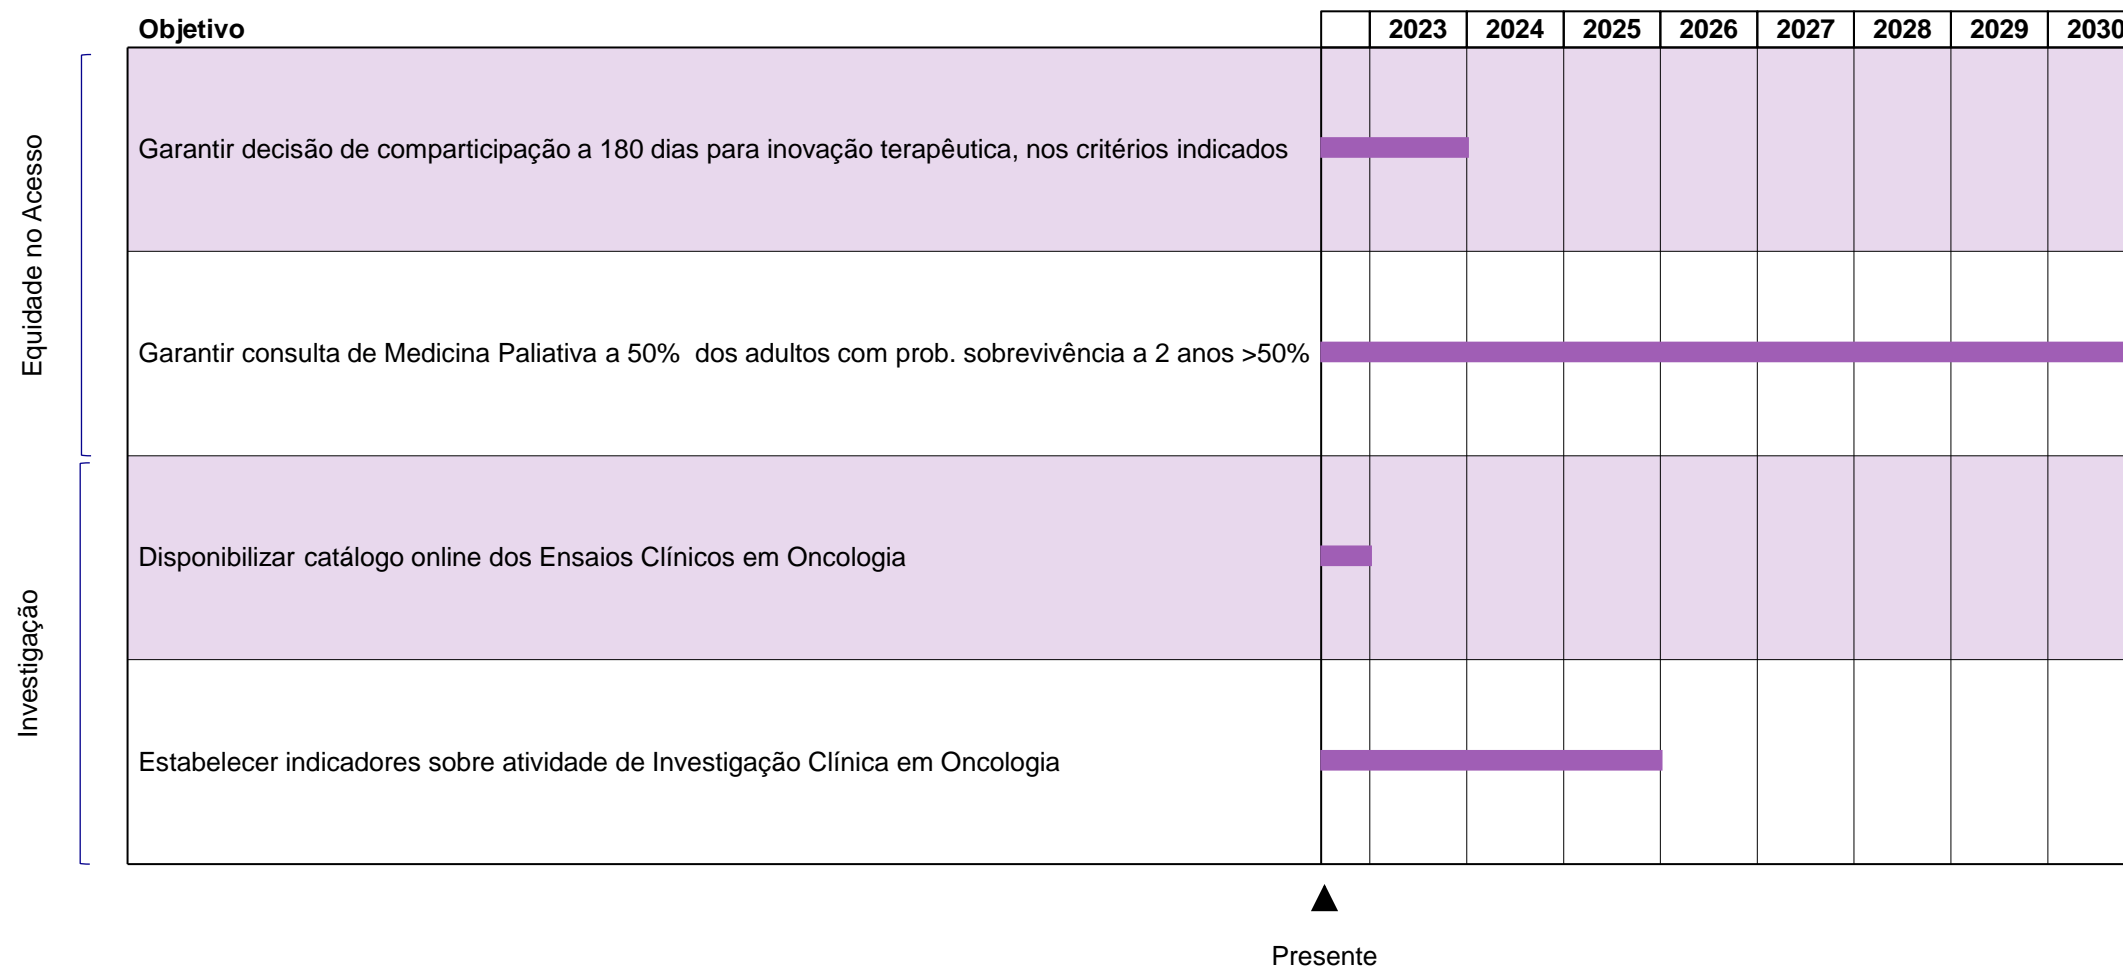 Objetivo
2023 2024 2025 2026 2027 2028 2029 2030
Equidade no Acesso
Garantir decisão de comparticipação a 180 dias para inovação terapêutica, nos critérios indicados
Garantir consulta de Medicina Paliativa a 50%  dos adultos com prob. sobrevivência a 2 anos >50%
Investigação
Disponibilizar catálogo online dos Ensaios Clínicos em Oncologia
Estabelecer indicadores sobre atividade de Investigação Clínica em Oncologia
Presente